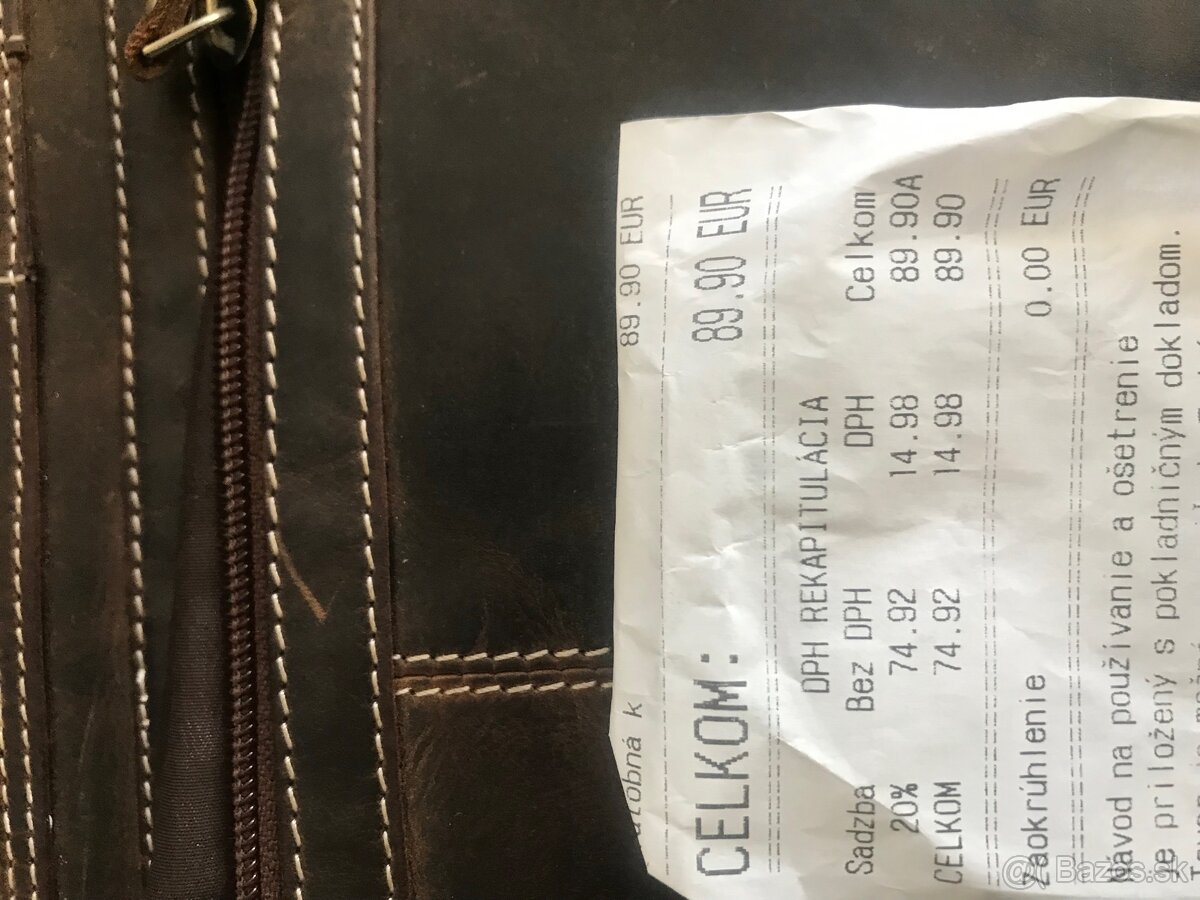 89.90 EUR
CELKOM: 89.90 EUR
DPH REKAPITULÁCIA
Sadzba Bez DPH DPH Celkom
20% 74.92 14.98 89.90A
CELKOM 74.92 14.98 89.90
Zaokrúhlenie 0.00 EUR
Návod na používanie a ošetrenie
je priložený s pokladničným dokladom.
Bazos.sk